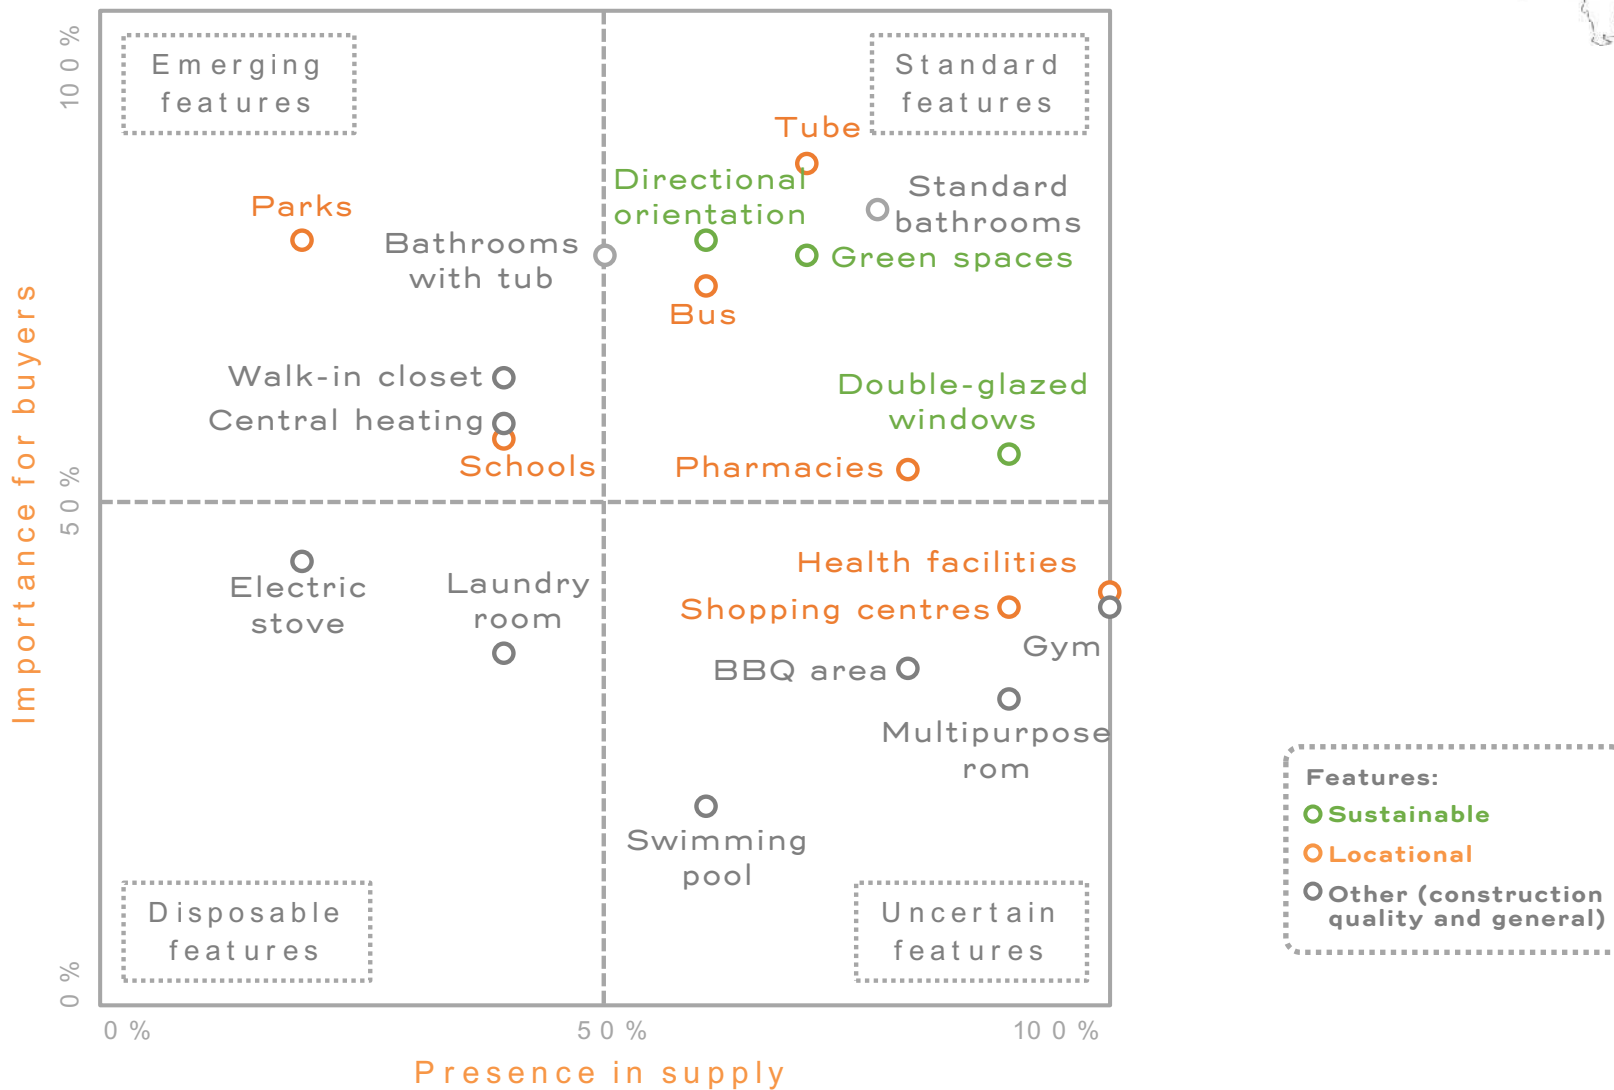 Emerging
features
Standard
features
Tube
Directional
orientation
Standard
bathrooms
Parks
Bathrooms
with tub
Green spaces
Bus
Walk-in closet
Double-glazed
windows
Central heating
Schools
Pharmacies
Health facilities
Electric
stove
Laundry
room
Shopping centres
Gym
BBQ area
Multipurpose
rom
Swimming
pool
Disposable
features
Uncertain
features
100%
50%
0%
Importance for buyers
0%
50%
100%
Presence in supply
Features:
Sustainable
Locational
Other (construction
quality and general)